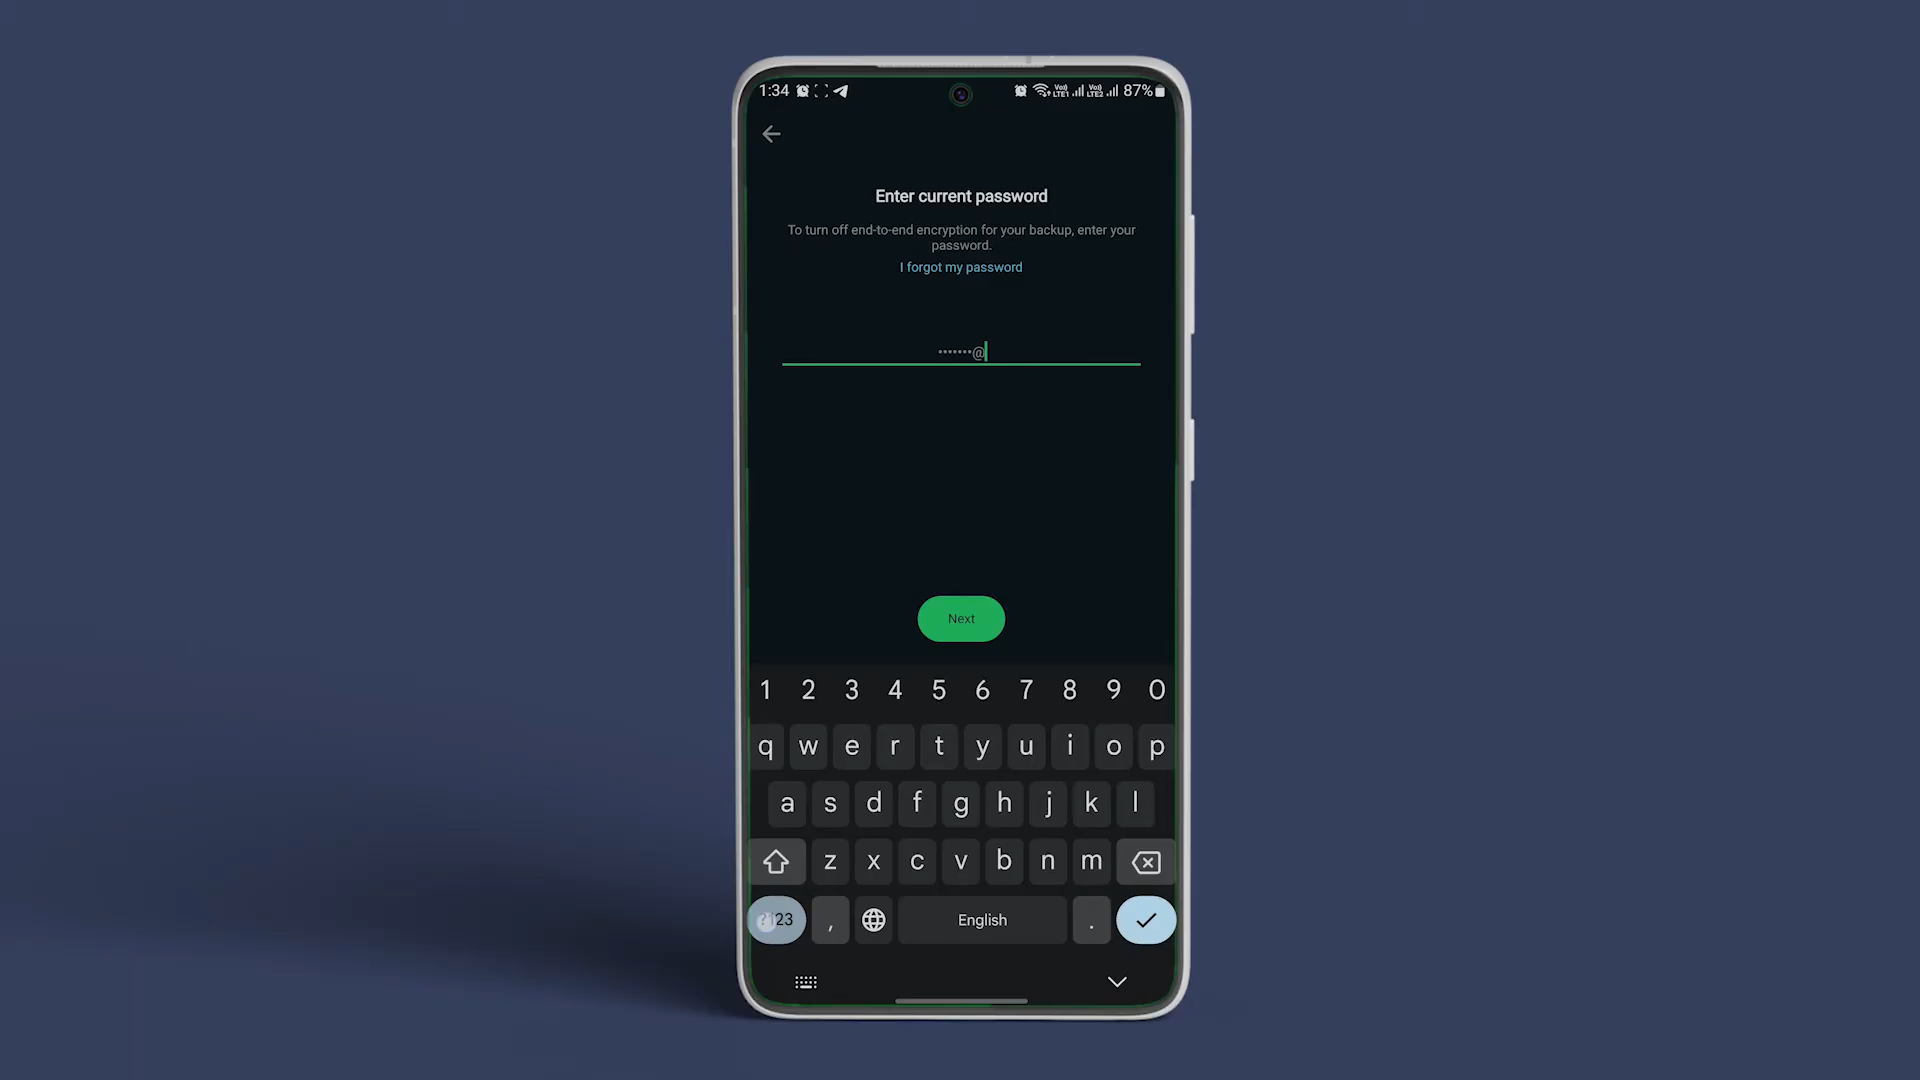 1:34 87%
Enter current password
To turn off end-to-end encryption for your backup, enter your
password.
I forgot my password
•••••••@
Next
1 2 3 4 5 6 7 8 9 0
q w e r t y u i o p
a s d f g h j k l
z x c v b n m
?123 , English .